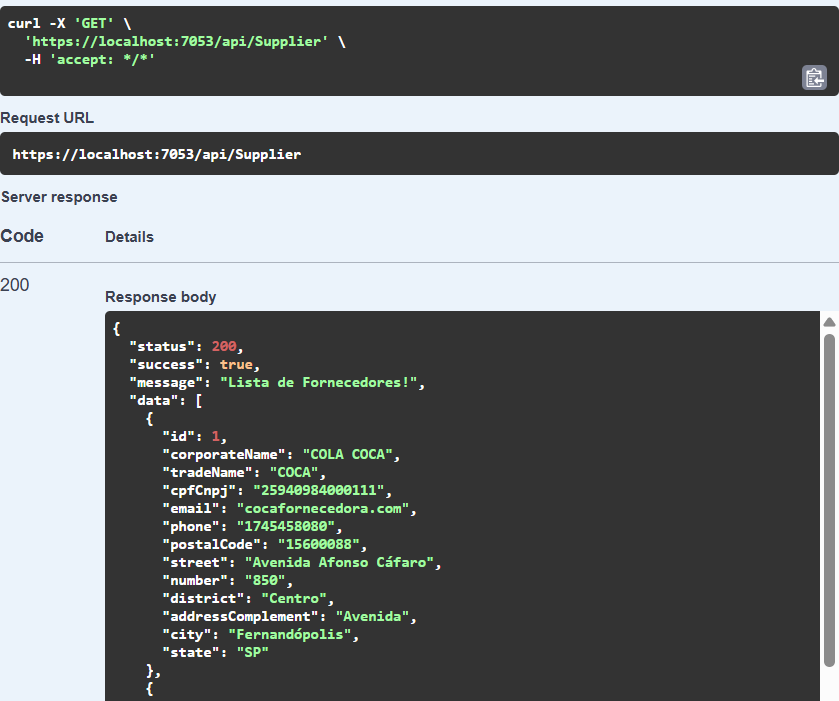 curl -X 'GET' \
  'https://localhost:7053/api/Supplier' \
  -H 'accept: */*'
Request URL
https://localhost:7053/api/Supplier
Server response
Code Details
200
Response body
{
  "status": 200,
  "success": true,
  "message": "Lista de Fornecedores!",
  "data": [
    {
      "id": 1,
      "corporateName": "COLA COCA",
      "tradeName": "COCA",
      "cpfCnpj": "25940984000111",
      "email": "cocafornecedora.com",
      "phone": "1745458080",
      "postalCode": "15600088",
      "street": "Avenida Afonso Cáfaro",
      "number": "850",
      "district": "Centro",
      "addressComplement": "Avenida",
      "city": "Fernandópolis",
      "state": "SP"
    },
    {